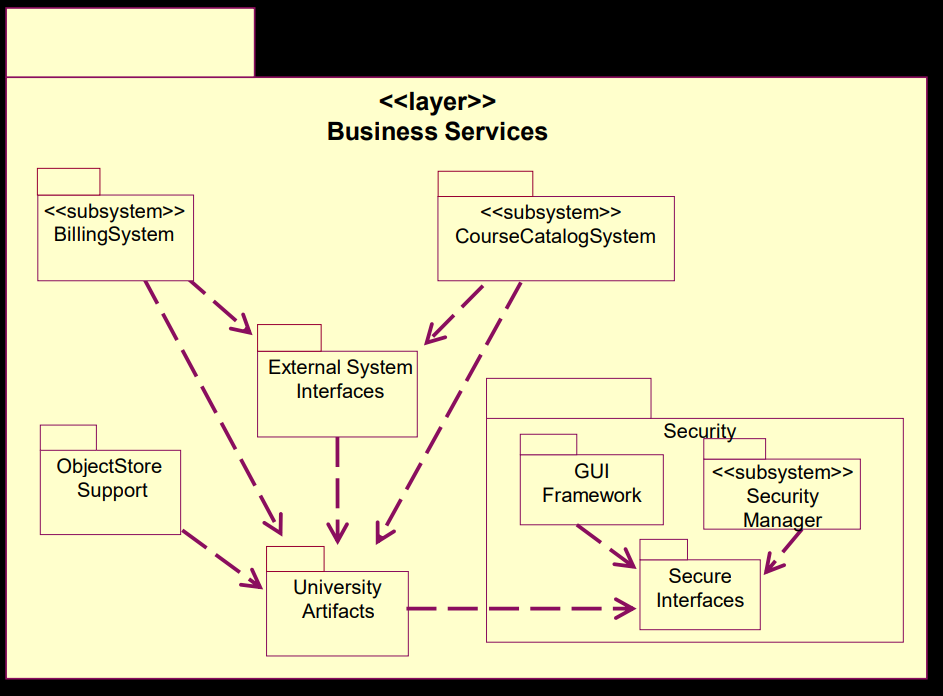 <<layer>>
Business Services
<<subsystem>>
BillingSystem
<<subsystem>>
CourseCatalogSystem
External System
Interfaces
ObjectStore
Support
Security
GUI
Framework
<<subsystem>>
Security
Manager
University
Artifacts
Secure
Interfaces